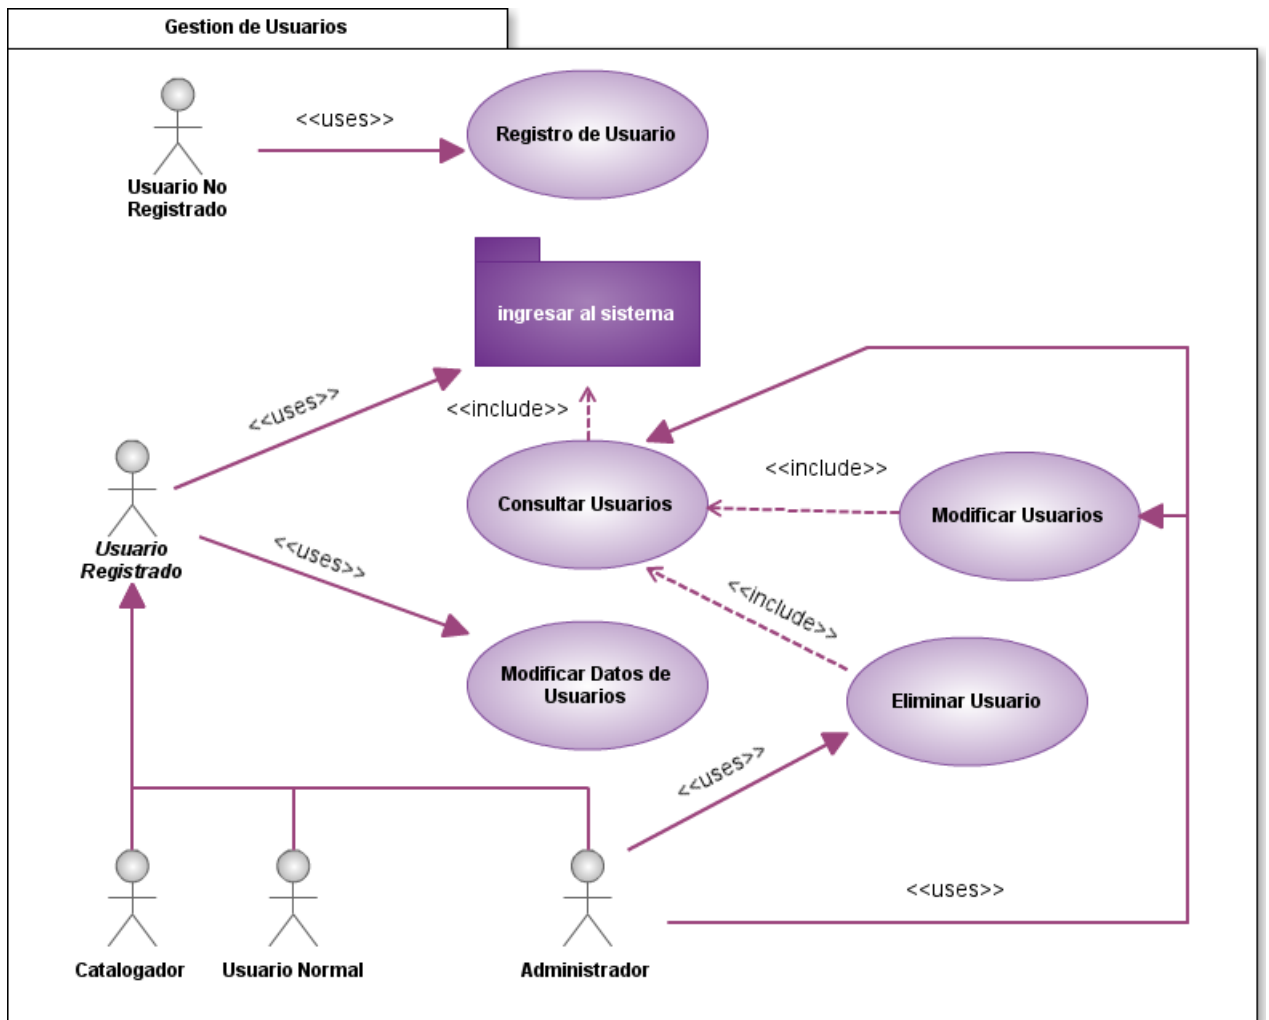 Gestion de Usuarios
<<uses>>
Registro de Usuario
Usuario No
Registrado
ingresar al sistema
<<uses>>
<<include>>
<<include>>
Consultar Usuarios
Modificar Usuarios
Usuario
Registrado
<<uses>>
<<include>>
Modificar Datos de
Usuarios
Eliminar Usuario
<<uses>>
<<uses>>
Catalogador
Usuario Normal
Administrador